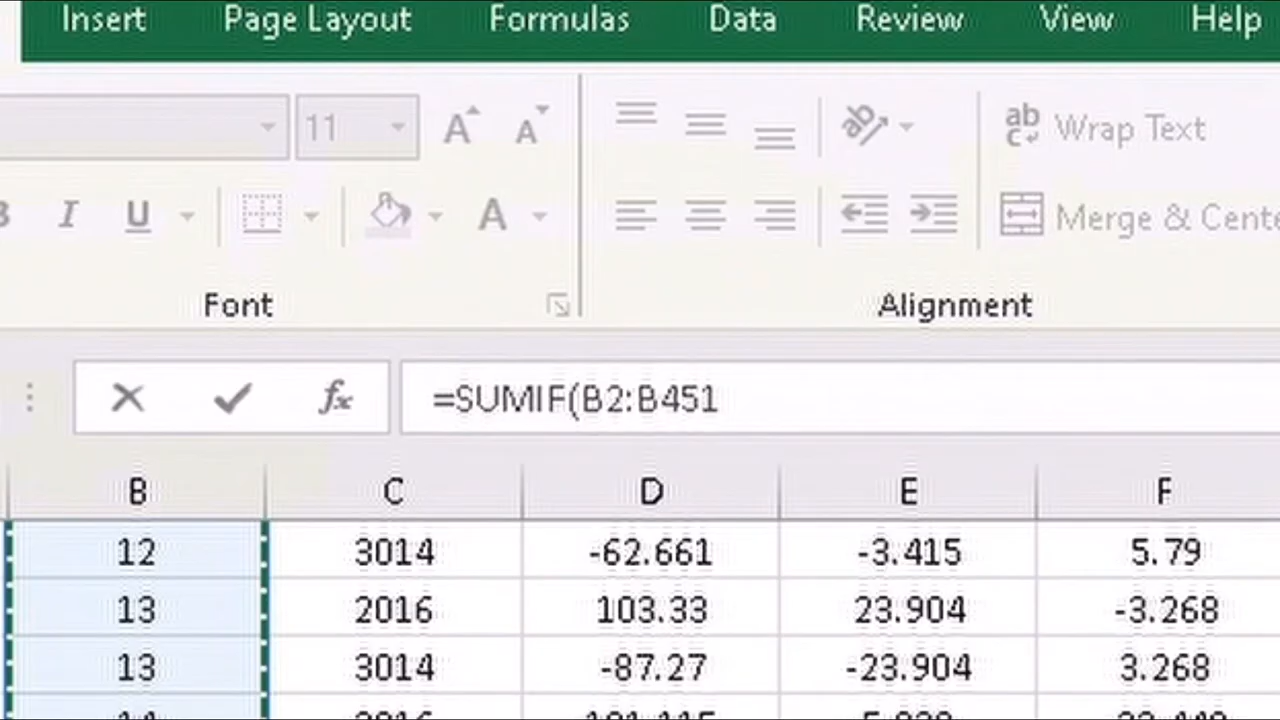 Insert Page Layout Formulas Data Review View Help
11 A A ab Wrap Text
I U A Merge & Cente
Font Alignment
fx =SUMIF(B2:B451
B C D E F
12 3014 -62.661 -3.415 5.79
13 2016 103.33 23.904 -3.268
13 3014 -87.27 -23.904 3.268